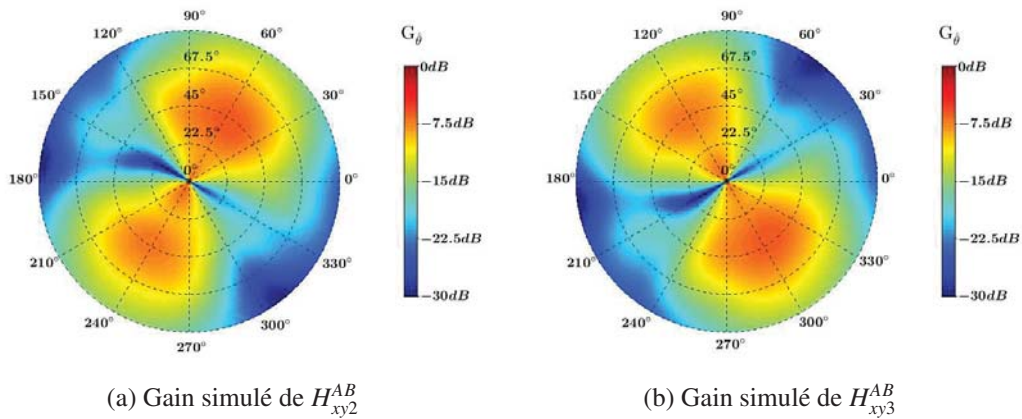 90°
120°
60°
67.5°
150°
45°
30°
22.5°
0°
180°
0°
210°
330°
240°
300°
270°
G_θ̂
0dB
−7.5dB
−15dB
−22.5dB
−30dB
90°
120°
60°
67.5°
150°
45°
30°
22.5°
0°
180°
0°
210°
330°
240°
300°
270°
G_θ̂
0dB
−7.5dB
−15dB
−22.5dB
−30dB
(a) Gain simulé de H_{xy2}^{AB}
(b) Gain simulé de H_{xy3}^{AB}